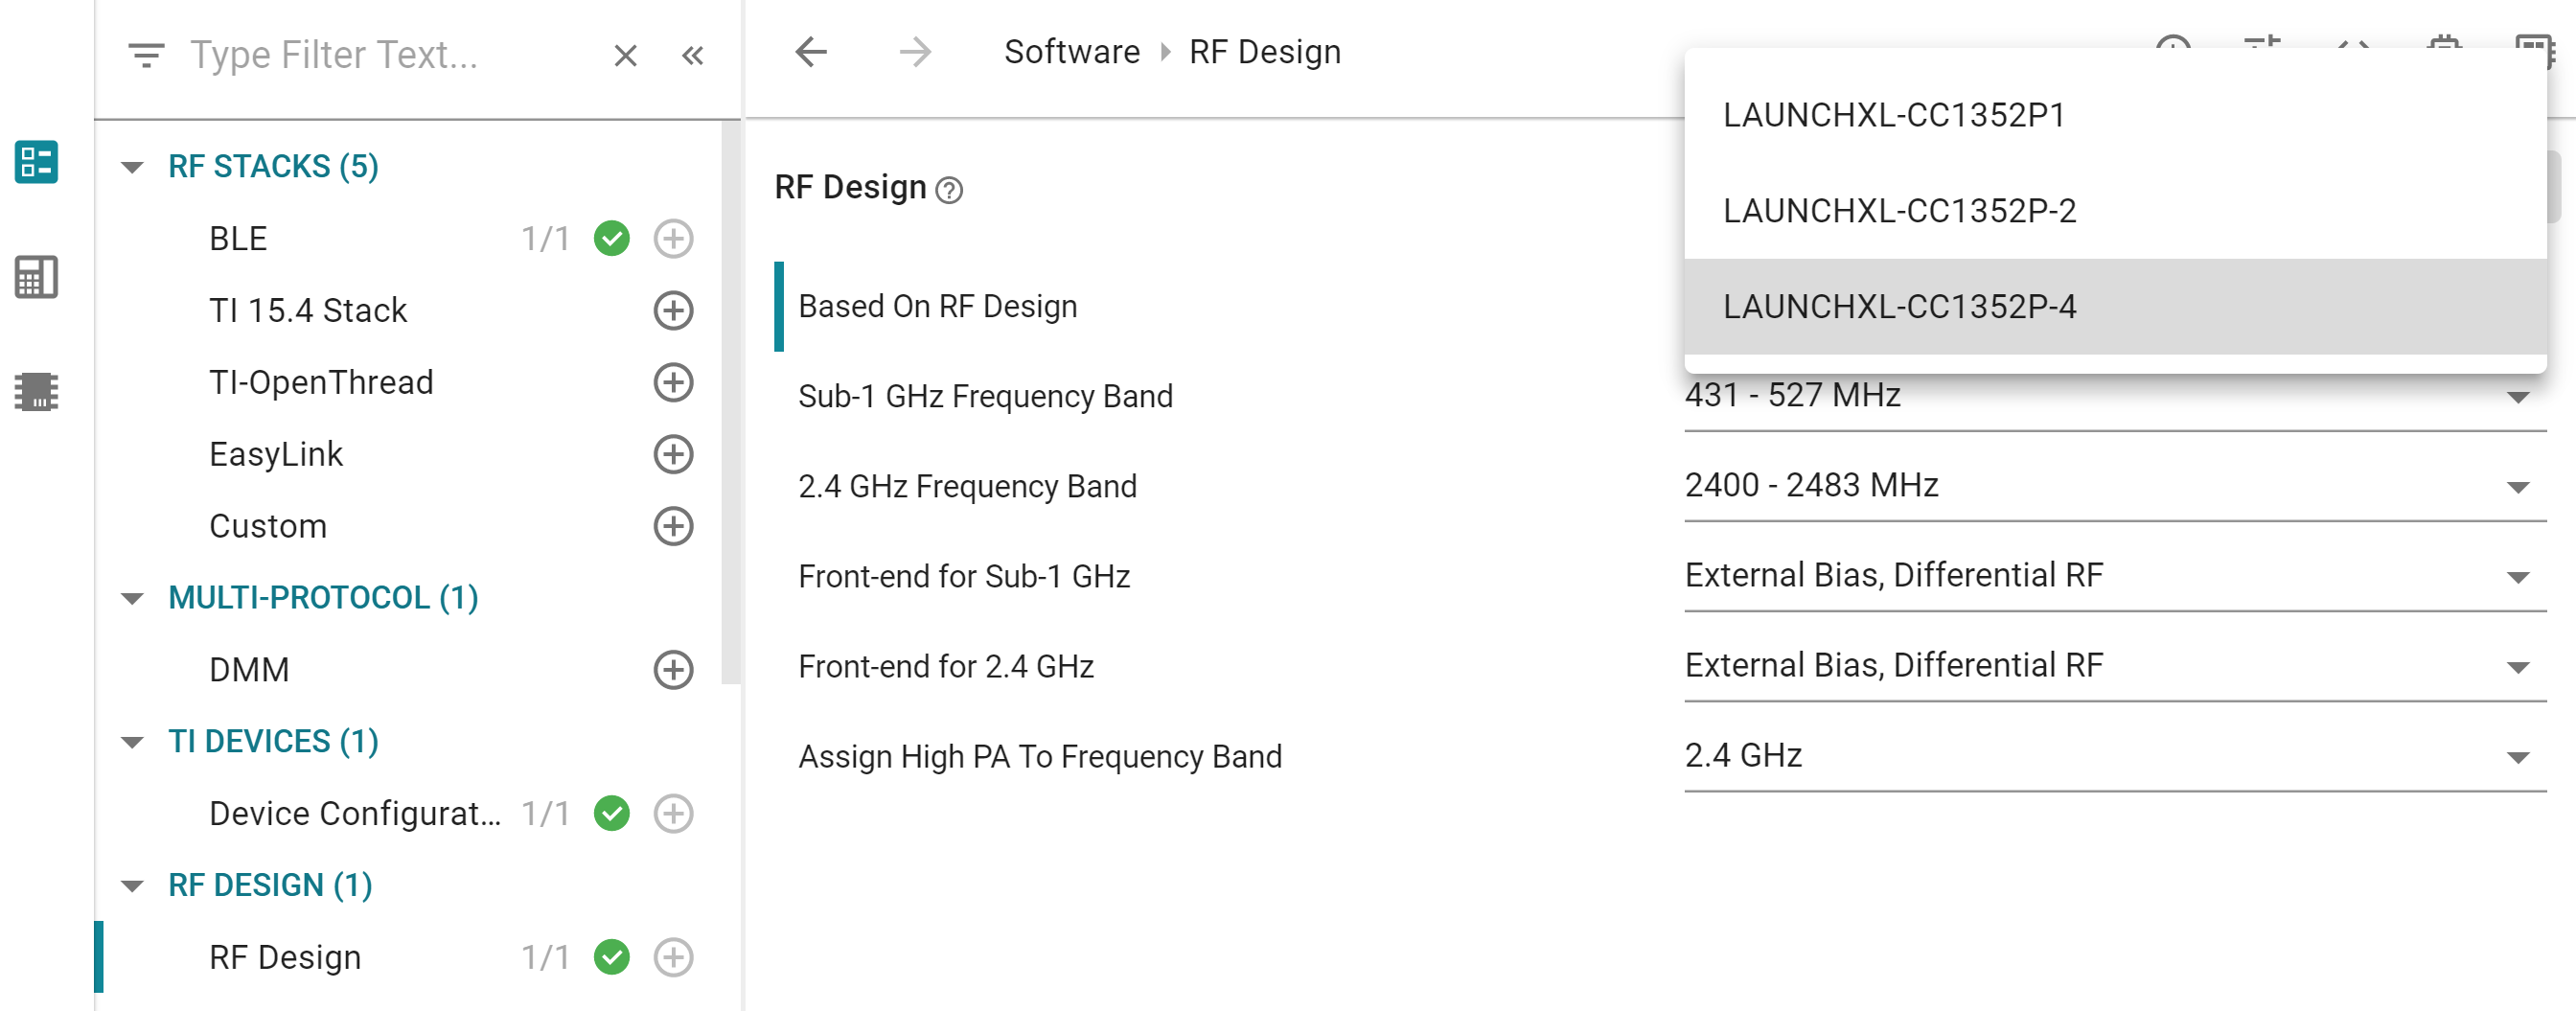 Type Filter Text...
RF STACKS (5)
BLE 1/1
TI 15.4 Stack
TI-OpenThread
EasyLink
Custom
MULTI-PROTOCOL (1)
DMM
TI DEVICES (1)
Device Configurat... 1/1
RF DESIGN (1)
RF Design 1/1
Software RF Design
RF Design
LAUNCHXL-CC1352P1
LAUNCHXL-CC1352P-2
Based On RF Design LAUNCHXL-CC1352P-4
Sub-1 GHz Frequency Band 431 - 527 MHz
2.4 GHz Frequency Band 2400 - 2483 MHz
Front-end for Sub-1 GHz External Bias, Differential RF
Front-end for 2.4 GHz External Bias, Differential RF
Assign High PA To Frequency Band 2.4 GHz